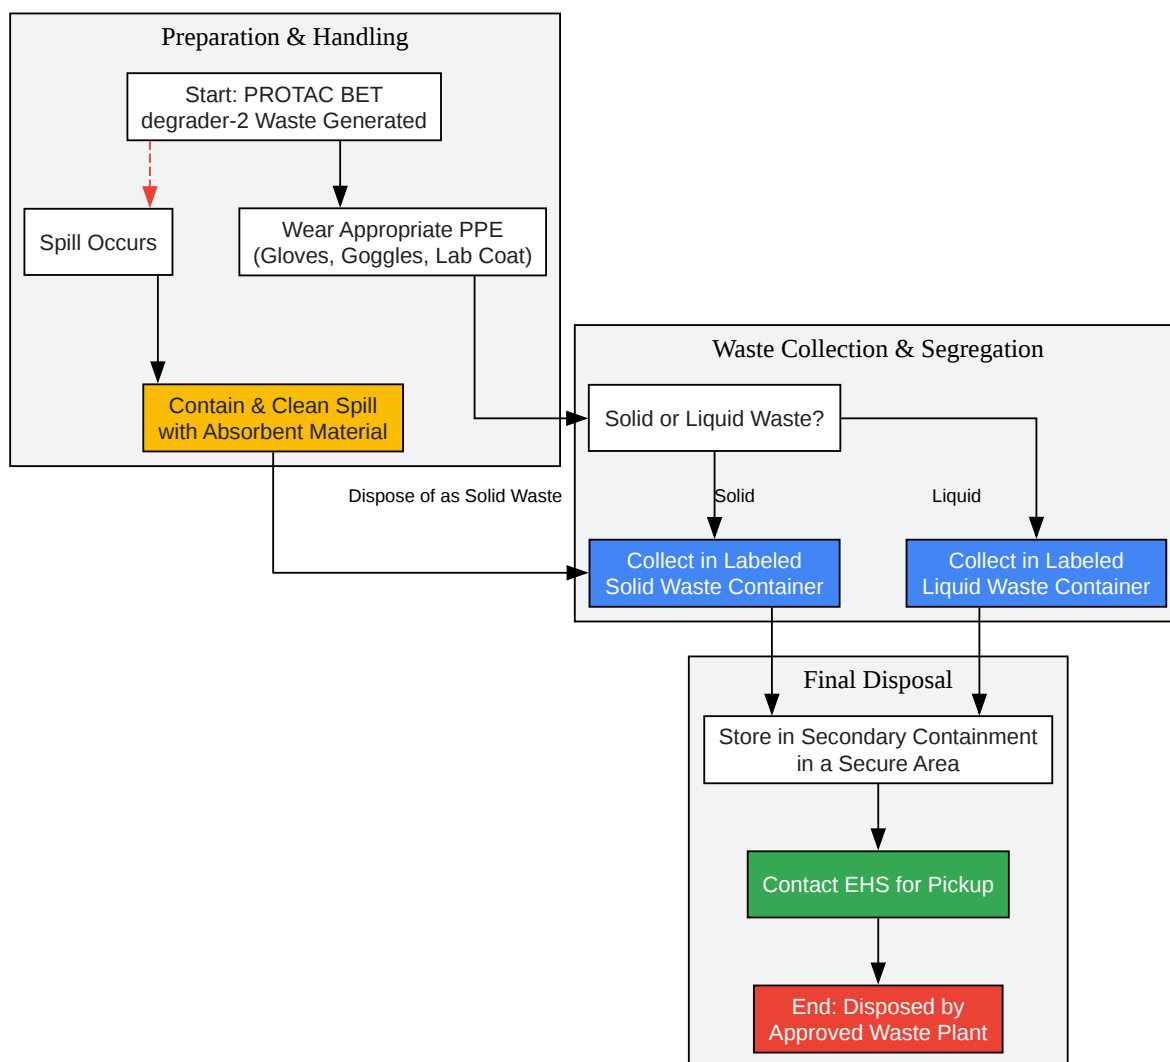 Preparation & Handling
Start: PROTAC BET
degrader-2 Waste Generated
Spill Occurs
Wear Appropriate PPE
(Gloves, Goggles, Lab Coat)
Contain & Clean Spill
with Absorbent Material
Waste Collection & Segregation
Solid or Liquid Waste?
Dispose of as Solid Waste
Solid
Liquid
Collect in Labeled
Solid Waste Container
Collect in Labeled
Liquid Waste Container
Final Disposal
Store in Secondary Containment
in a Secure Area
Contact EHS for Pickup
End: Disposed by
Approved Waste Plant